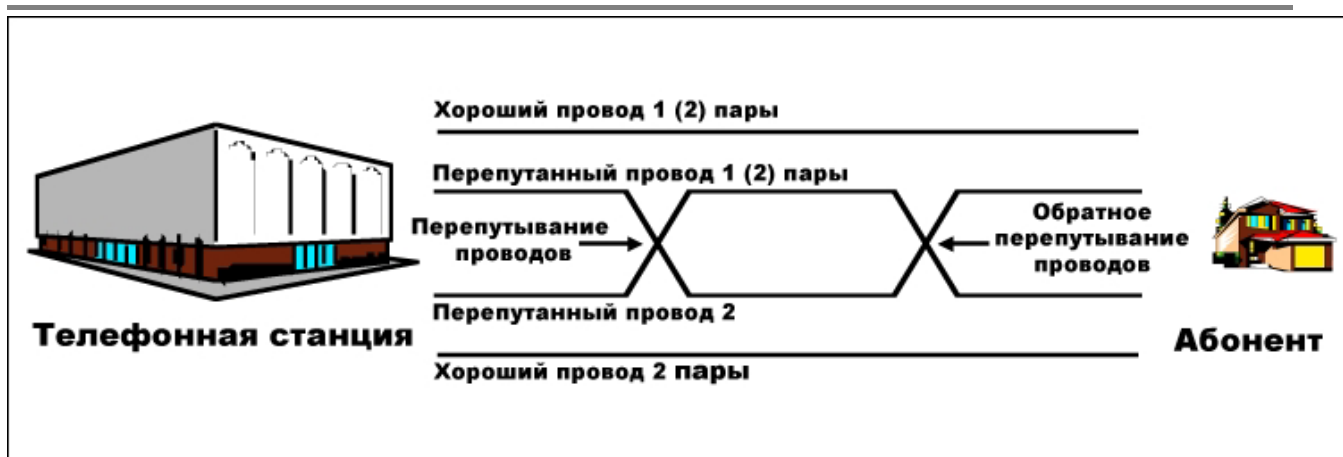 Хороший провод 1 (2) пары
Перепутанный провод 1 (2) пары
Перепутывание
проводов
Обратное
перепутывание
проводов
Перепутанный провод 2
Телефонная станция
Абонент
Хороший провод 2 пары